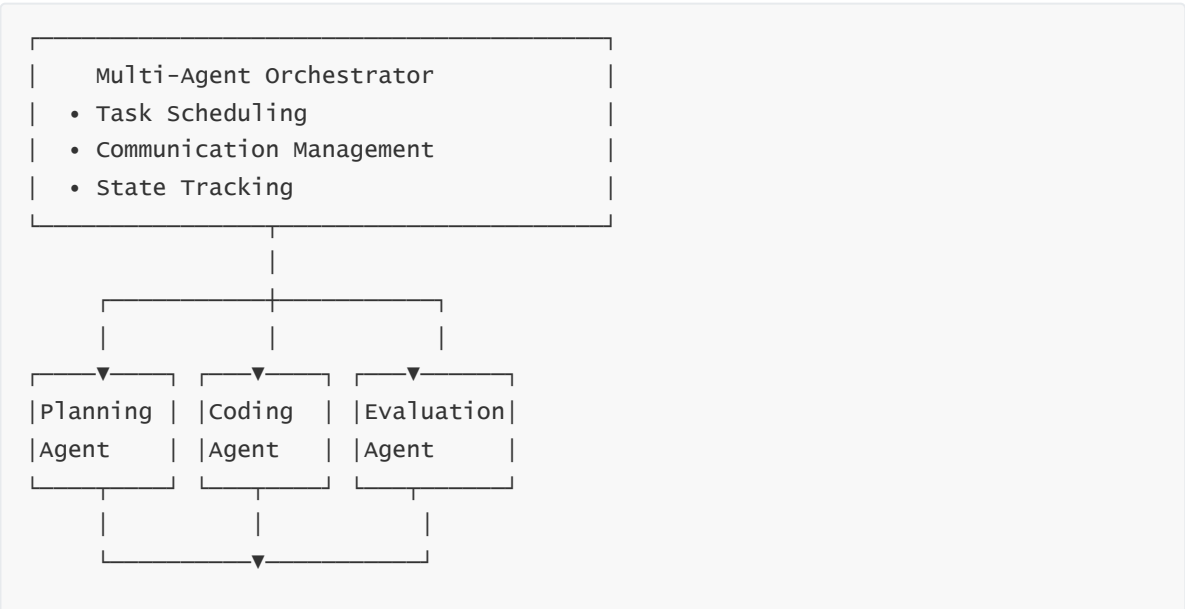 Multi-Agent Orchestrator
• Task Scheduling
• Communication Management
• State Tracking
Planning Coding Evaluation
Agent Agent Agent